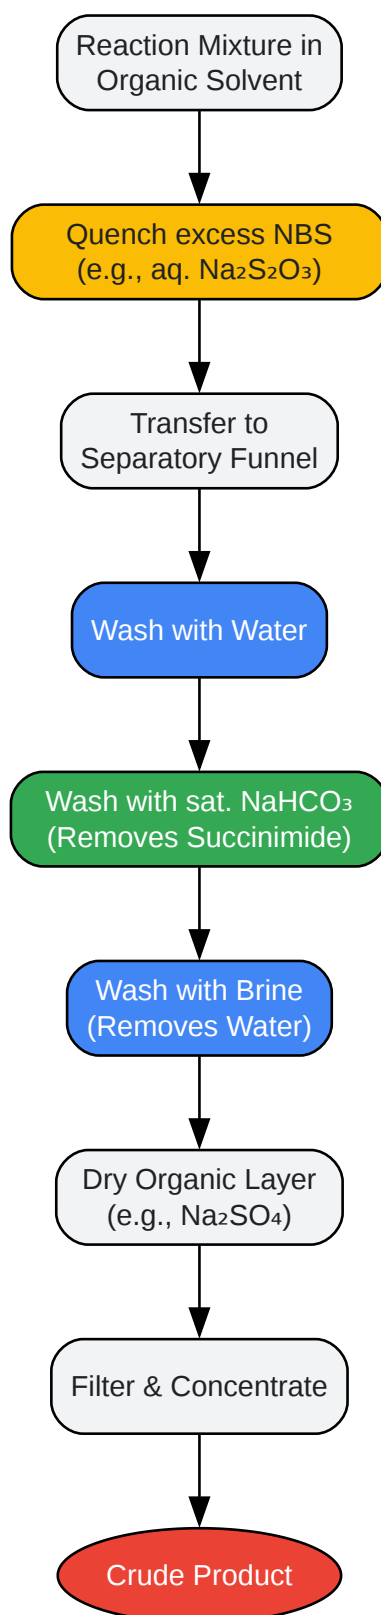 Reaction Mixture in
Organic Solvent
Quench excess NBS
(e.g., aq. Na₂S₂O₃)
Transfer to
Separatory Funnel
Wash with Water
Wash with sat. NaHCO₃
(Removes Succinimide)
Wash with Brine
(Removes Water)
Dry Organic Layer
(e.g., Na₂SO₄)
Filter & Concentrate
Crude Product